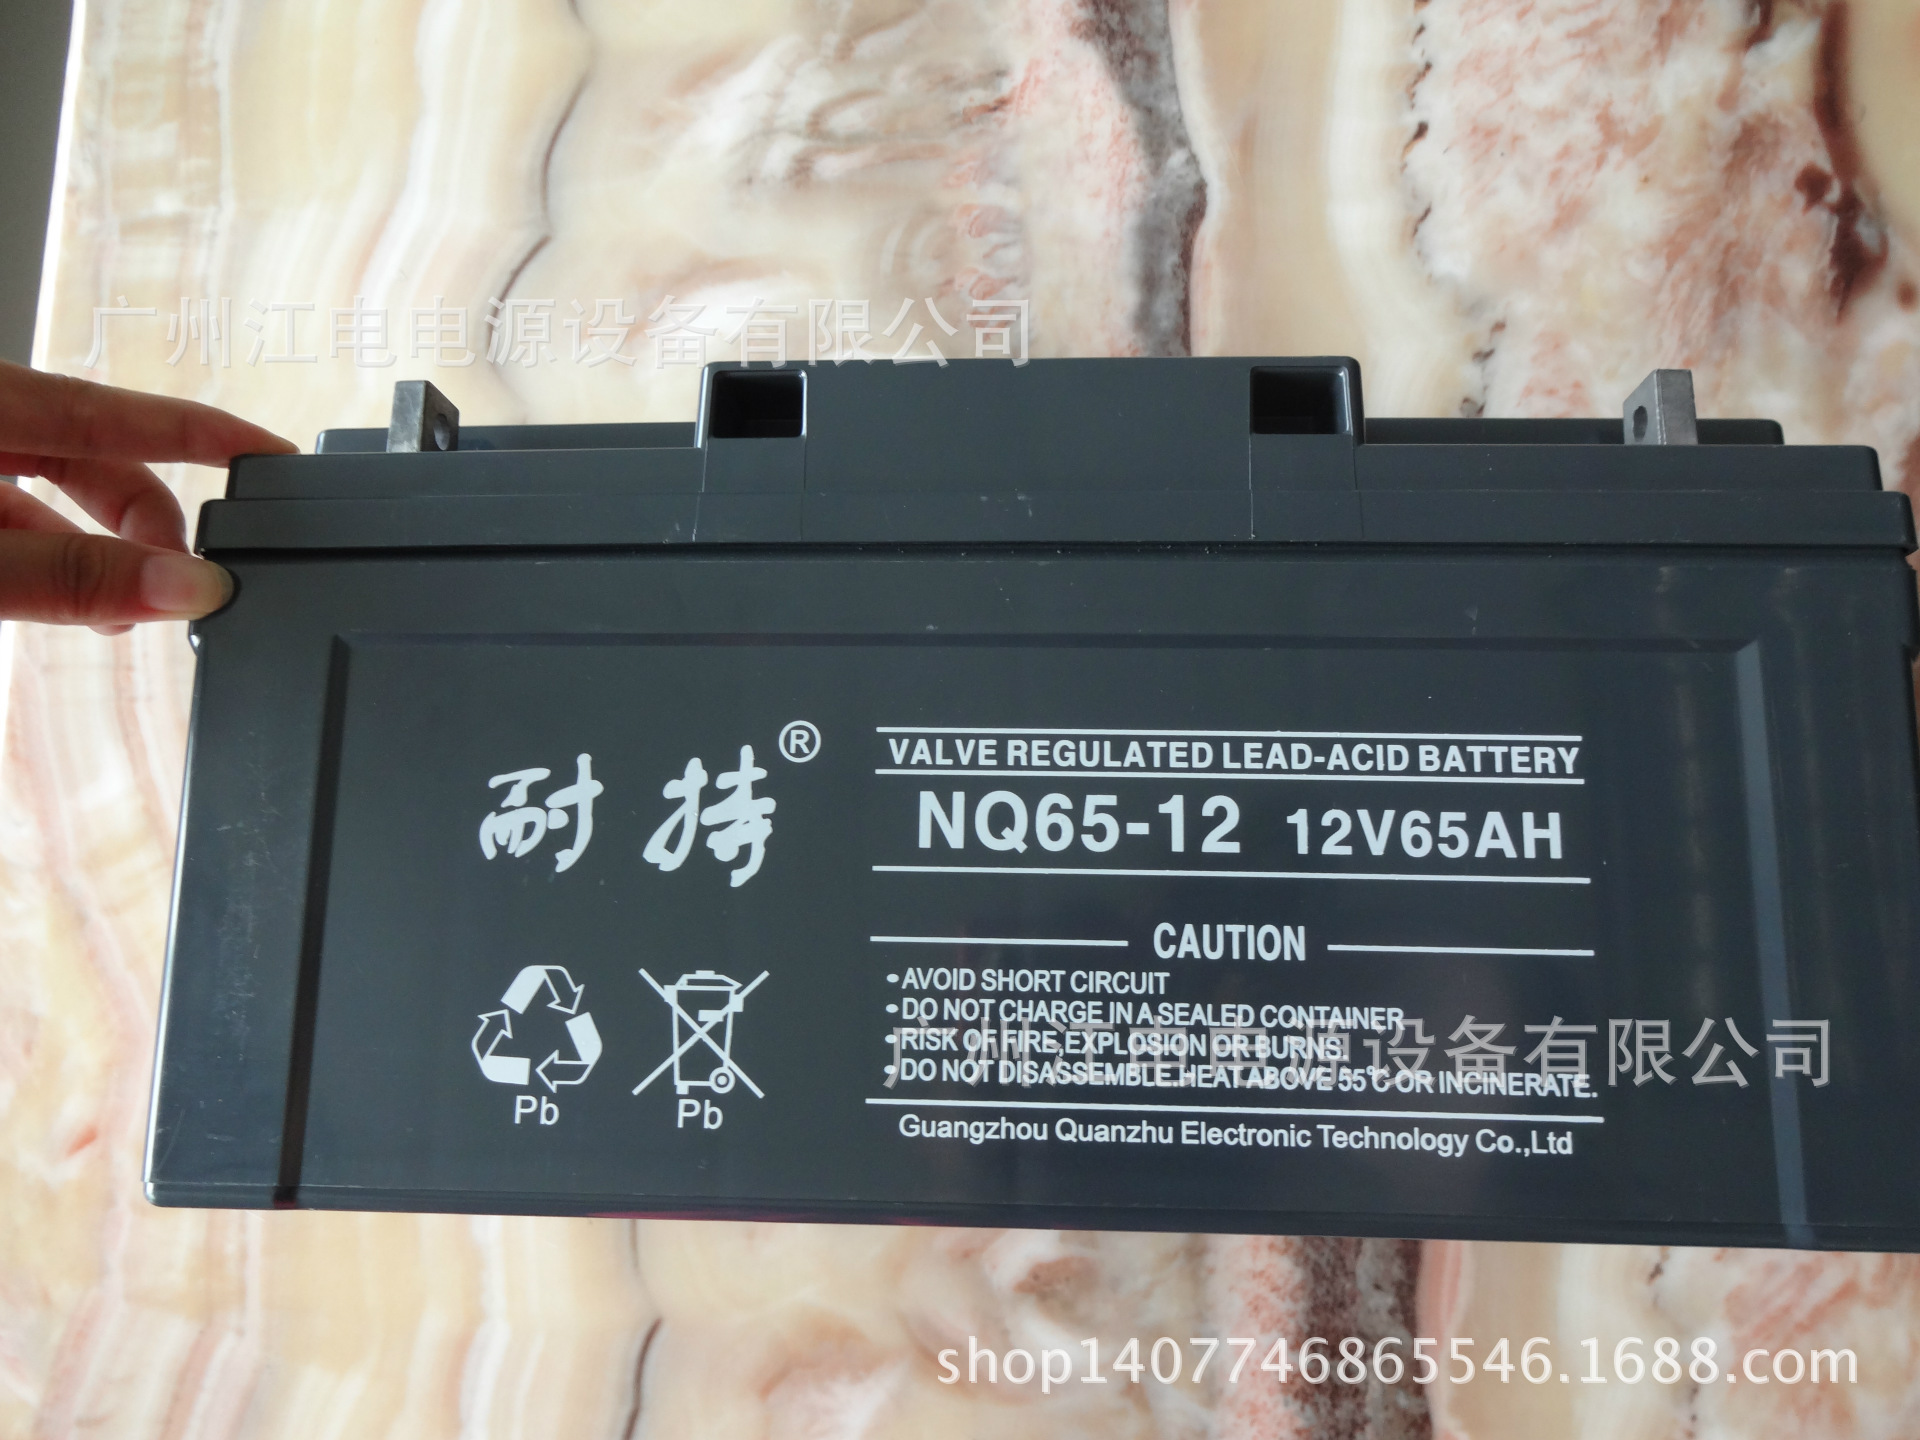 广州江电电源设备有限公司
耐特®
VALVE REGULATED LEAD-ACID BATTERY
NQ65-12 12V65AH
CAUTION
•AVOID SHORT CIRCUIT
•DO NOT CHARGE IN A SEALED CONTAINER
•RISK OF FIRE,EXPLOSION OR BURNS.
•DO NOT DISASSEMBLE,HEAT ABOVE 55℃ OR INCINERATE.
广州江电电源设备有限公司
Pb
Pb
Guangzhou Quanzhu Electronic Technology Co.,Ltd
shop1407746865546.1688.com